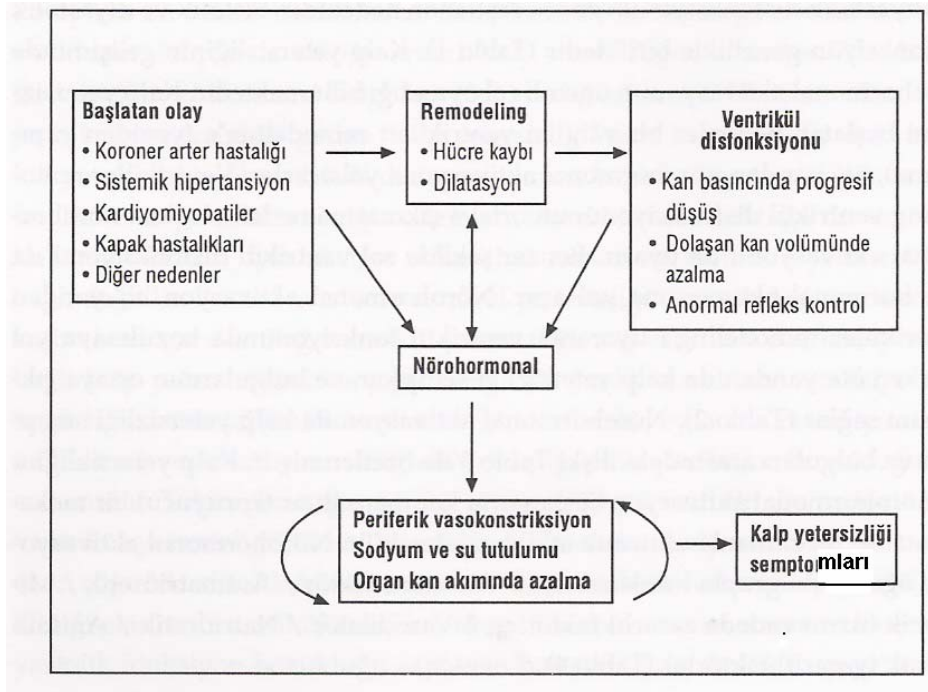 Başlatan olay
• Koroner arter hastalığı
• Sistemik hipertansiyon
• Kardiyomiyopatiler
• Kapak hastalıkları
• Diğer nedenler
Remodeling
• Hücre kaybı
• Dilatasyon
Ventrikül
disfonksiyonu
• Kan basıncında progresif
düşüş
• Dolaşan kan volümünde
azalma
• Anormal refleks kontrol
Nörohormonal
Periferik vasokonstriksiyon
Sodyum ve su tutulumu
Organ kan akımında azalma
Kalp yetersizliği
semptomları